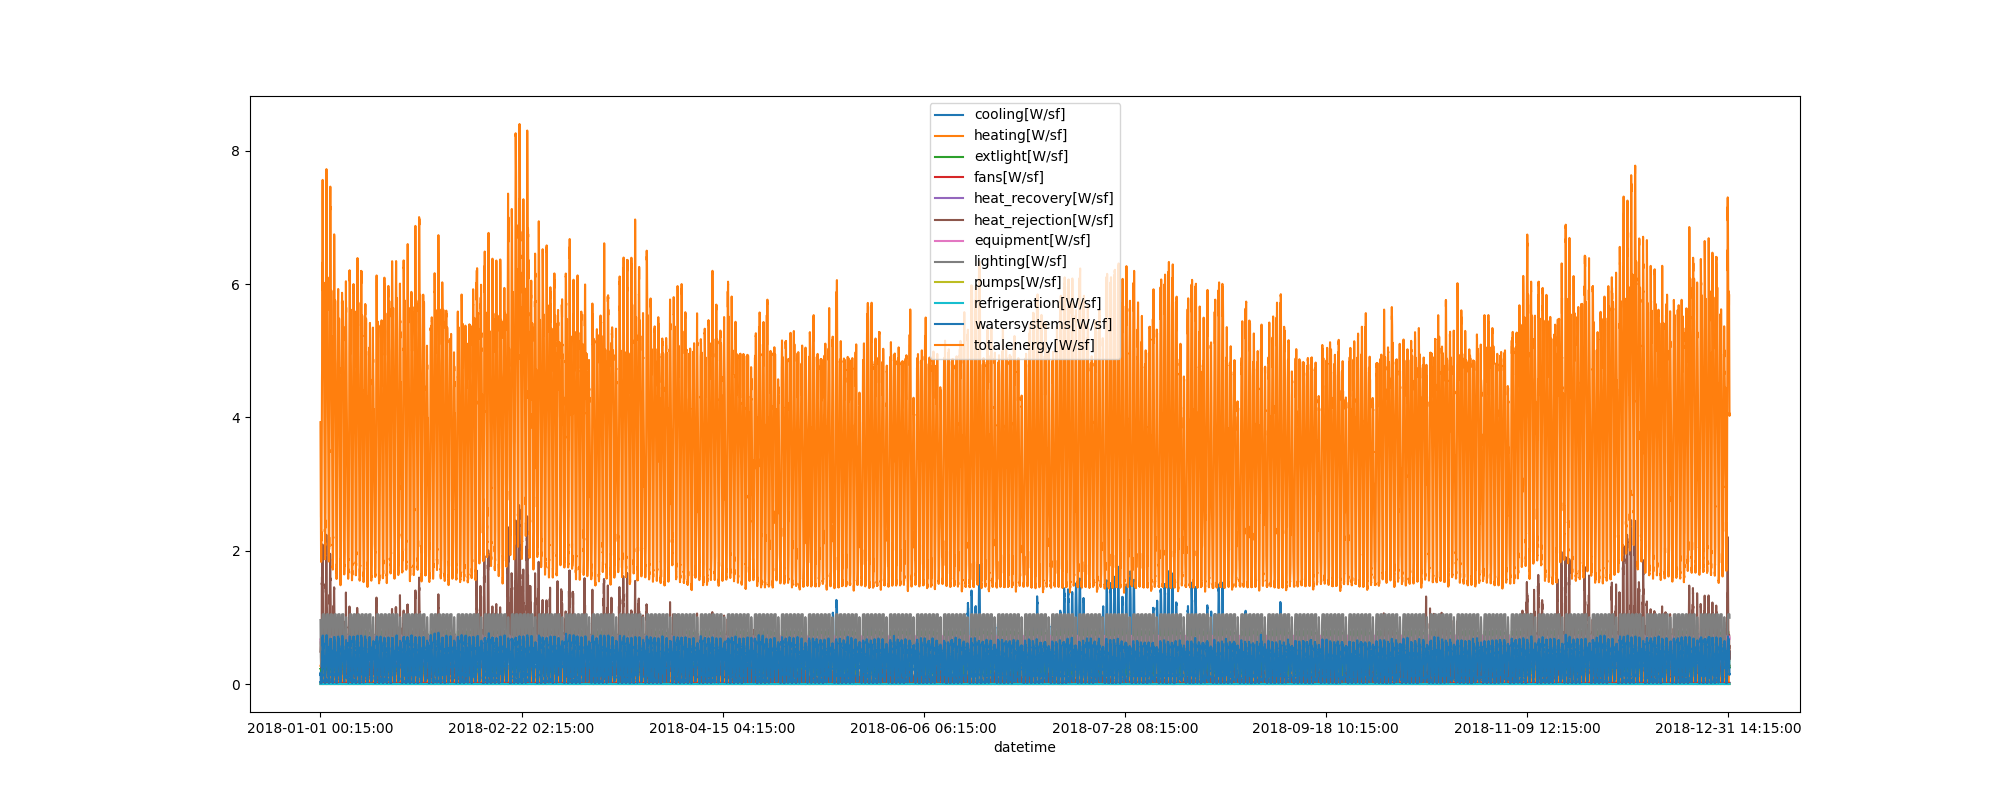 cooling[W/sf]
heating[W/sf]
extlight[W/sf]
fans[W/sf]
heat_recovery[W/sf]
heat_rejection[W/sf]
equipment[W/sf]
lighting[W/sf]
pumps[W/sf]
refrigeration[W/sf]
watersystems[W/sf]
totalenergy[W/sf]
8
6
4
2
0
2018-01-01 00:15:00 2018-02-22 02:15:00 2018-04-15 04:15:00 2018-06-06 06:15:00 2018-07-28 08:15:00 2018-09-18 10:15:00 2018-11-09 12:15:00 2018-12-31 14:15:00
datetime